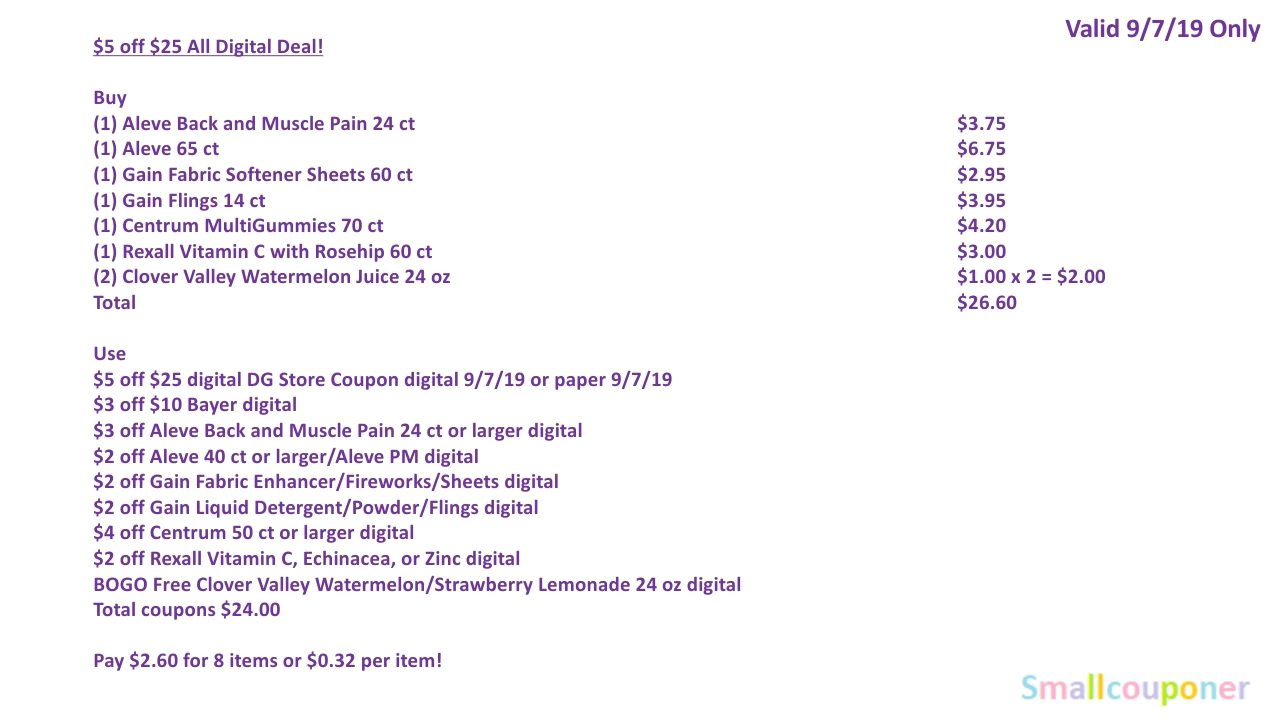 Valid 9/7/19 Only
$5 off $25 All Digital Deal!
Buy
(1) Aleve Back and Muscle Pain 24 ct $3.75
(1) Aleve 65 ct $6.75
(1) Gain Fabric Softener Sheets 60 ct $2.95
(1) Gain Flings 14 ct $3.95
(1) Centrum MultiGummies 70 ct $4.20
(1) Rexall Vitamin C with Rosehip 60 ct $3.00
(2) Clover Valley Watermelon Juice 24 oz $1.00 x 2 = $2.00
Total $26.60
Use
$5 off $25 digital DG Store Coupon digital 9/7/19 or paper 9/7/19
$3 off $10 Bayer digital
$3 off Aleve Back and Muscle Pain 24 ct or larger digital
$2 off Aleve 40 ct or larger/Aleve PM digital
$2 off Gain Fabric Enhancer/Fireworks/Sheets digital
$2 off Gain Liquid Detergent/Powder/Flings digital
$4 off Centrum 50 ct or larger digital
$2 off Rexall Vitamin C, Echinacea, or Zinc digital
BOGO Free Clover Valley Watermelon/Strawberry Lemonade 24 oz digital
Total coupons $24.00
Pay $2.60 for 8 items or $0.32 per item!
Smallcouponer